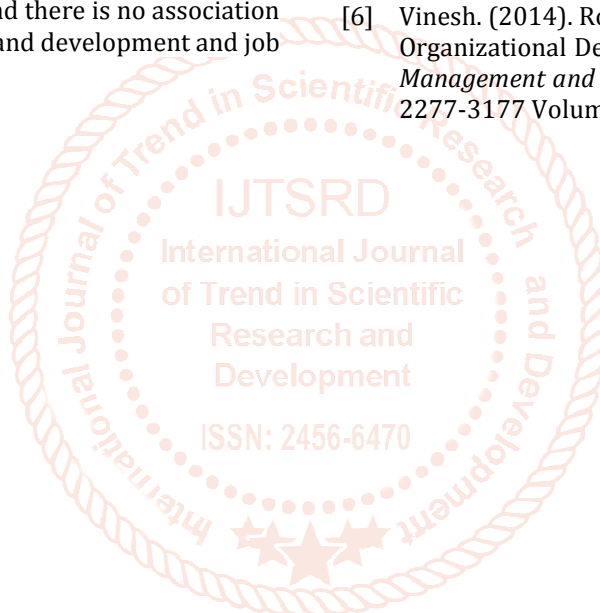 nd there is no association
and development and job
[6] Vinesh. (2014). Ro
Organizational De
Management and
2277-3177 Volum
International Journal of Trend in Scientific Research and Development
IJTSRD
International Journal
of Trend in Scientific
Research and
Development
ISSN: 2456-6470